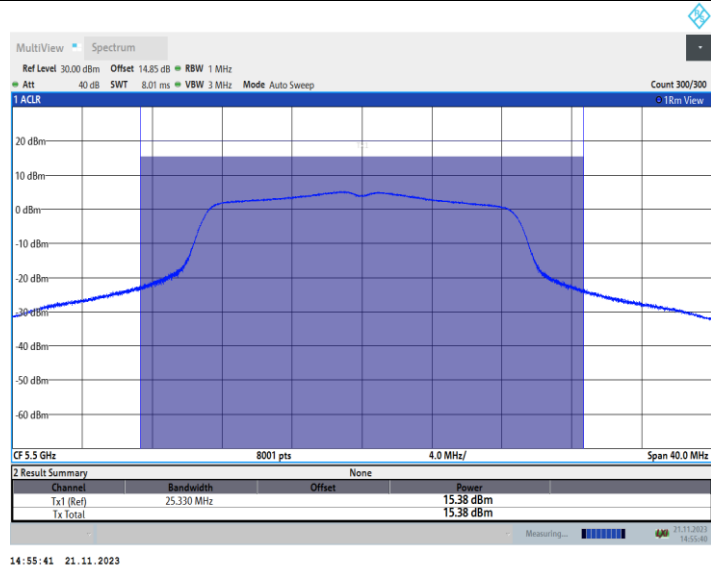 MultiView Spectrum
Ref Level 30.00 dBm Offset 14.85 dB RBW 1 MHz
Att 40 dB SWT 8.01 ms VBW 3 MHz Mode Auto Sweep Count 300/300
1 ACLR 1Rm View
20 dBm
10 dBm
0 dBm
-10 dBm
-20 dBm
-30 dBm
-40 dBm
-50 dBm
-60 dBm
CF 5.5 GHz 8001 pts 4.0 MHz/ Span 40.0 MHz
2 Result Summary None
Channel Bandwidth Offset Power
Tx1 (Ref) 25.330 MHz 15.38 dBm
Tx Total 15.38 dBm
Measuring... 21.11.2023
14:55:40
14:55:41 21.11.2023